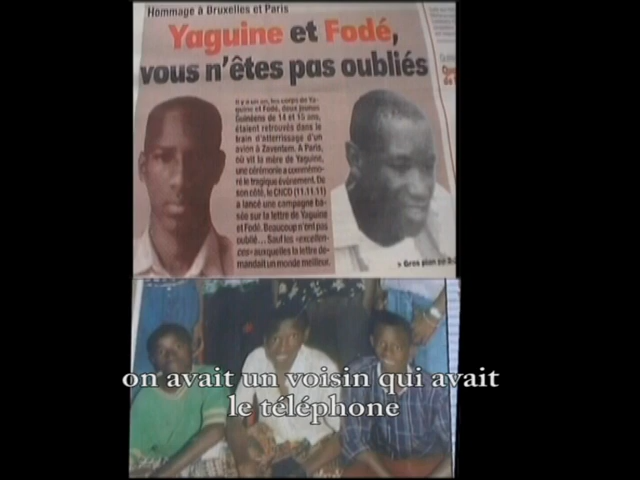 Hommage à Bruxelles et Paris
Yaguine et Fodé,
vous n'êtes pas oubliés
Il y a un an, les corps de Ya-
guine et Fodé, deux jeunes
Guinéens de 14 et 15 ans,
étaient retrouvés dans le
train d'atterrissage d'un
avion à Zaventem. A Paris,
où vit la mère de Yaguine,
une cérémonie a commémo-
ré le tragique événement. De
son côté, le CNCD (11.11.11)
a lancé une campagne ba-
sée sur la lettre de Yaguine
et Fodé. Beaucoup n'ont pas
oublié... Sauf les «excellen-
ces» auxquelles la lettre de-
mandait un monde meilleur.
> Gros plan en
on avait un voisin qui avait
le téléphone